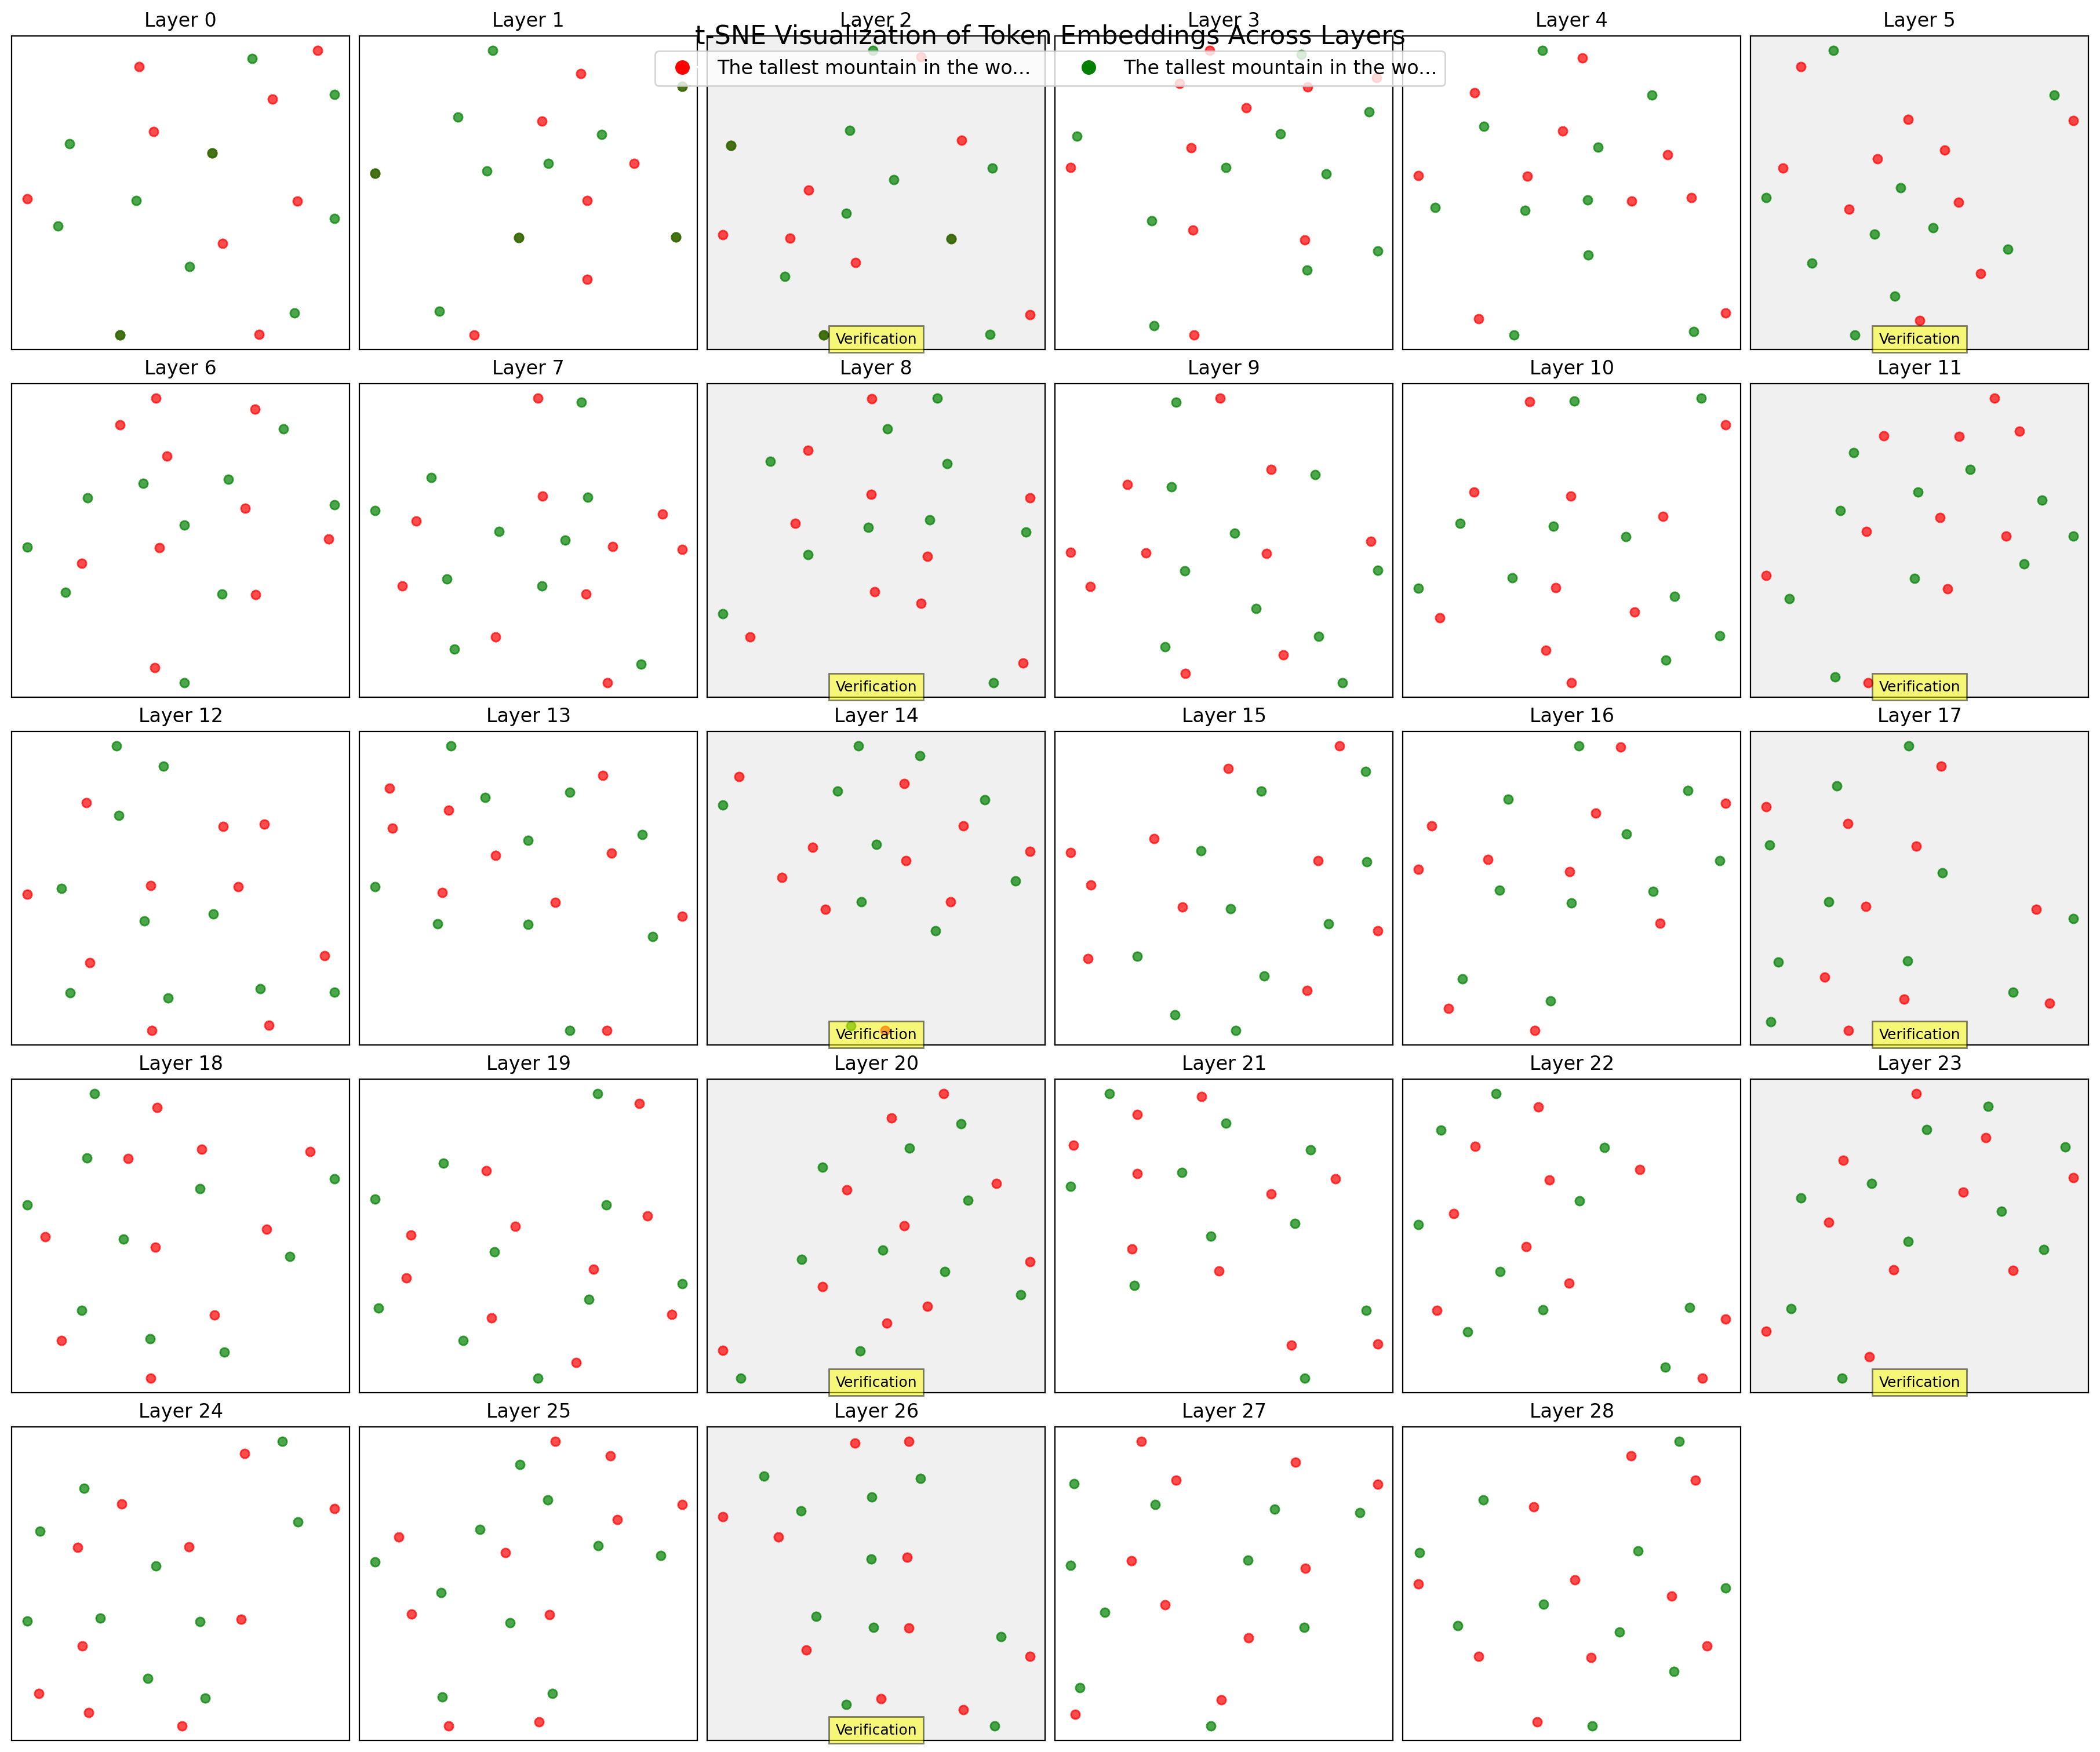 t-SNE Visualization of Token Embeddings Across Layers
The tallest mountain in the wo... The tallest mountain in the wo...
Layer 0 Layer 1 Layer 2 Layer 3 Layer 4 Layer 5
Verification Verification
Layer 6 Layer 7 Layer 8 Layer 9 Layer 10 Layer 11
Verification Verification
Layer 12 Layer 13 Layer 14 Layer 15 Layer 16 Layer 17
Verification Verification
Layer 18 Layer 19 Layer 20 Layer 21 Layer 22 Layer 23
Verification Verification
Layer 24 Layer 25 Layer 26 Layer 27 Layer 28
Verification